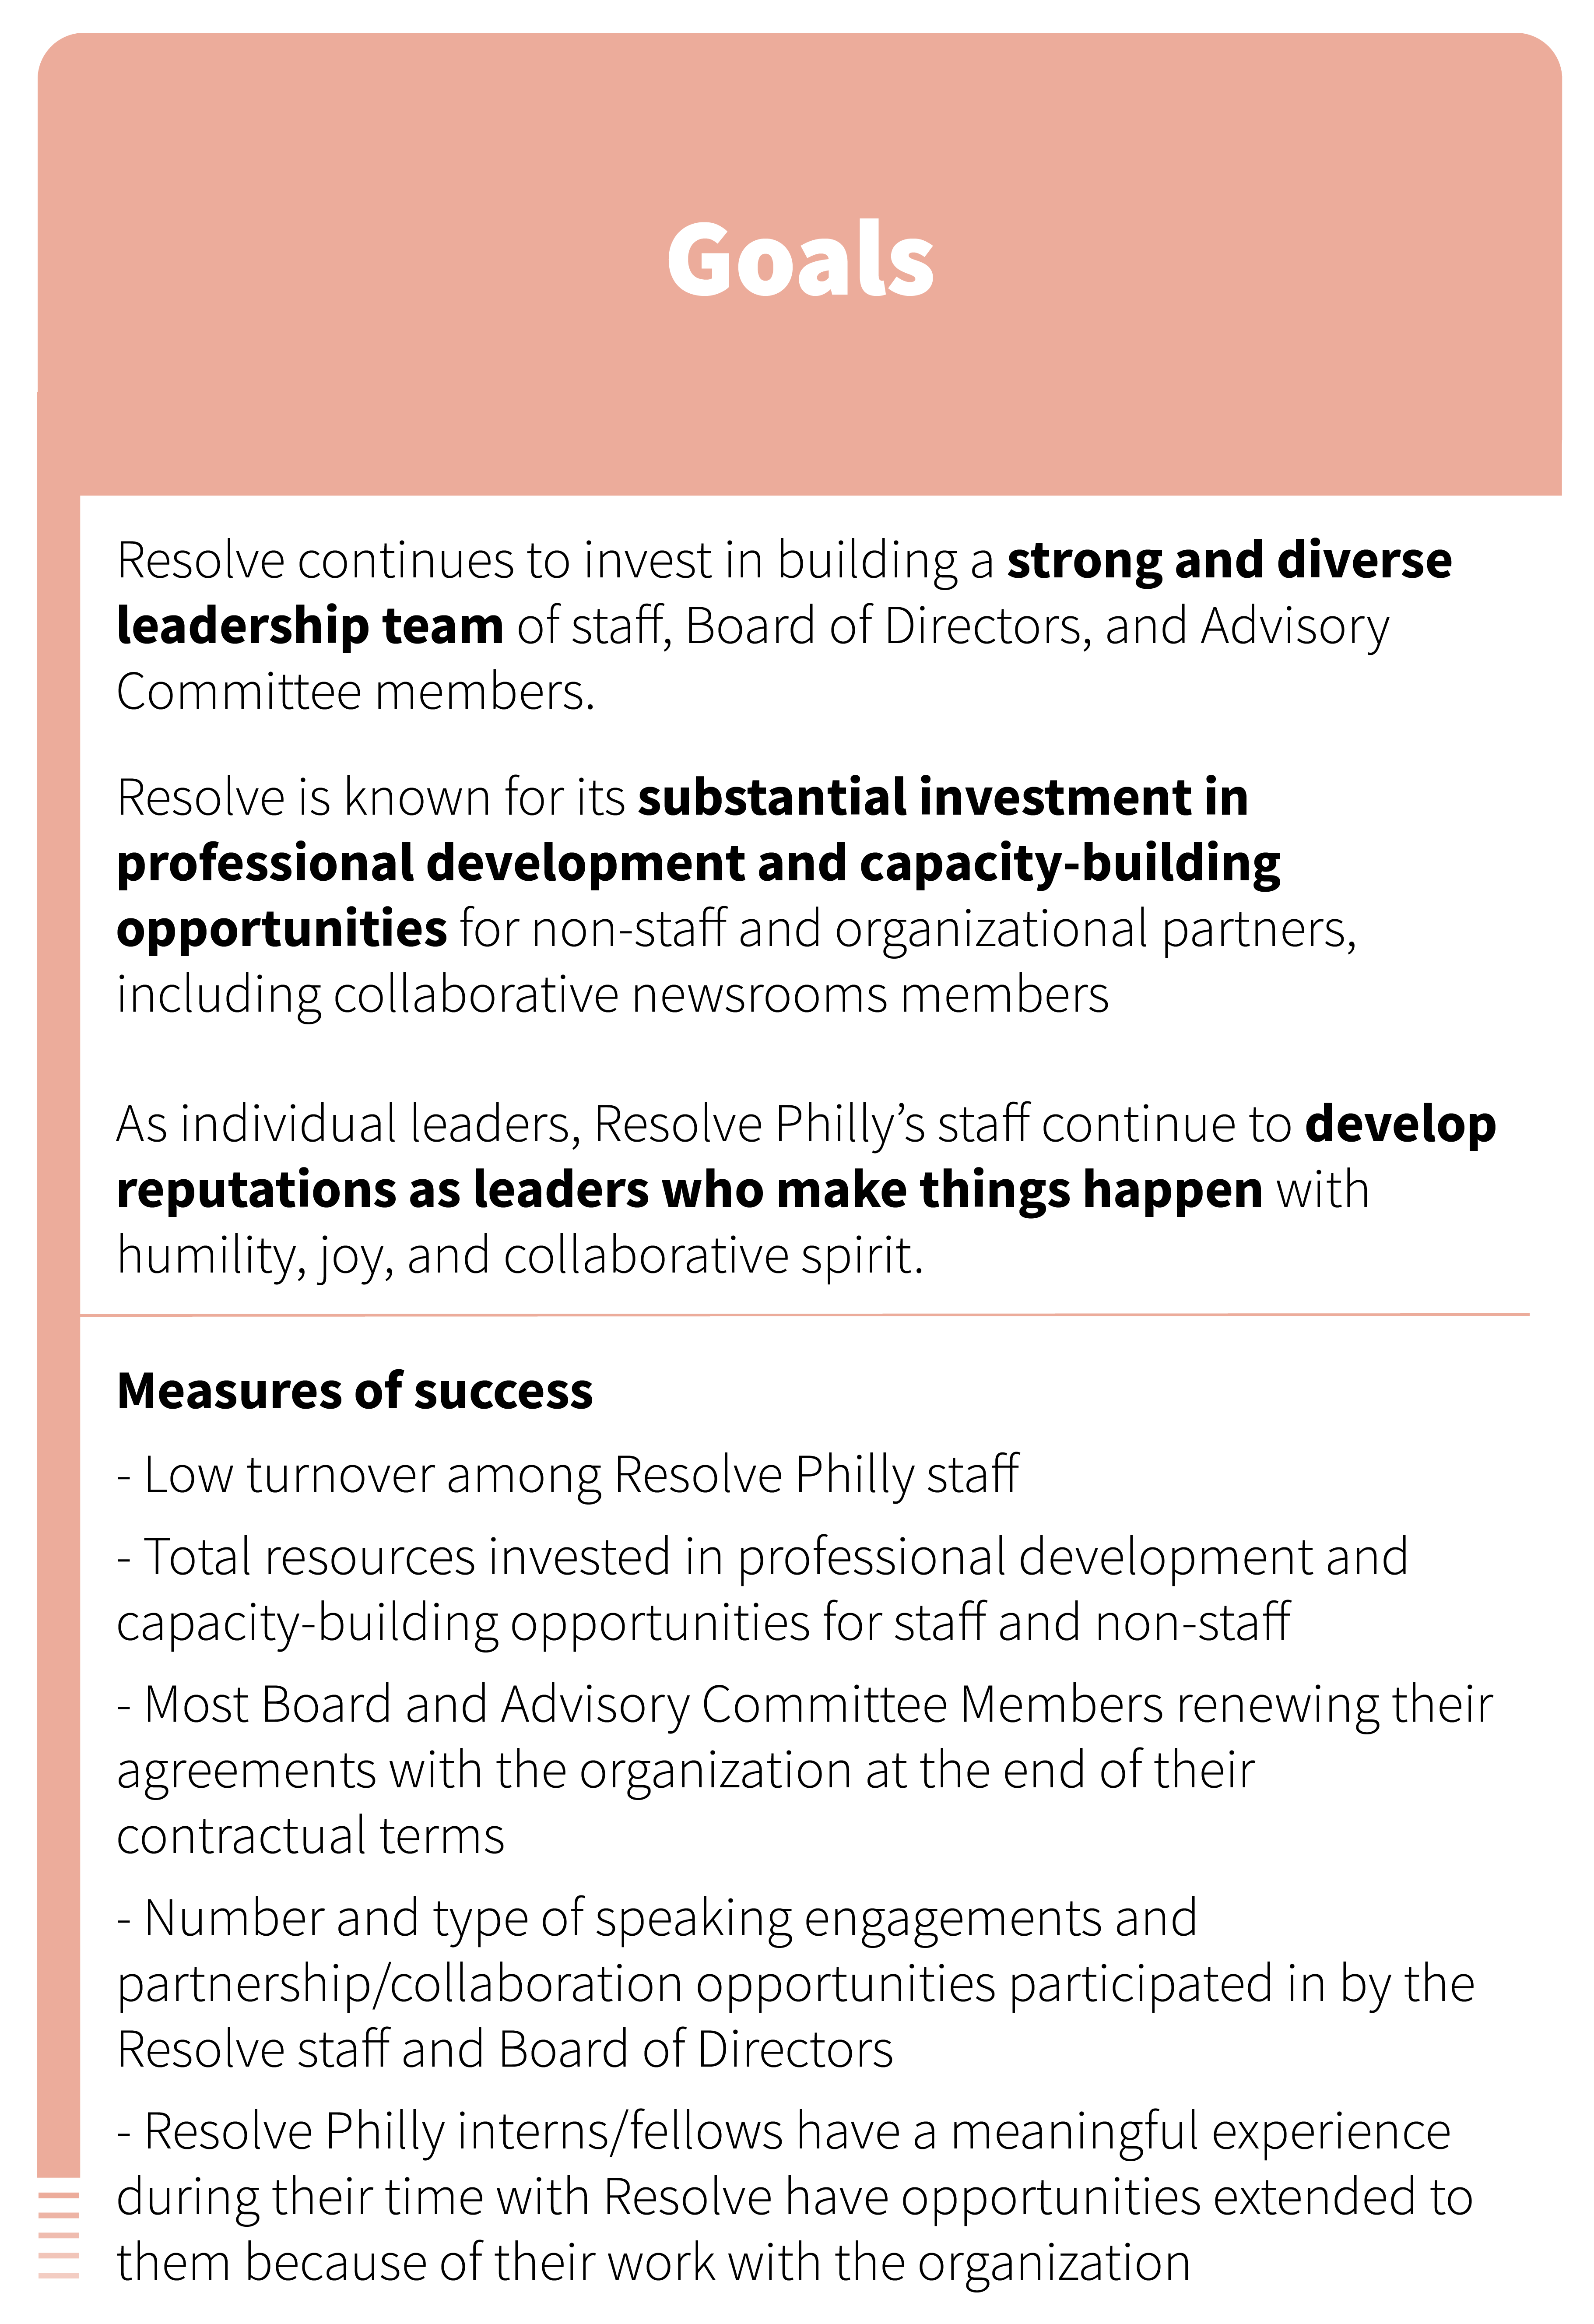 Goals
Resolve continues to invest in building a strong and diverse
leadership team of staff, Board of Directors, and Advisory
Committee members.
Resolve is known for its substantial investment in
professional development and capacity-building
opportunities for non-staff and organizational partners,
including collaborative newsrooms members
As individual leaders, Resolve Philly’s staff continue to develop
reputations as leaders who make things happen with
humility, joy, and collaborative spirit.
Measures of success
- Low turnover among Resolve Philly staff
- Total resources invested in professional development and
capacity-building opportunities for staff and non-staff
- Most Board and Advisory Committee Members renewing their
agreements with the organization at the end of their
contractual terms
- Number and type of speaking engagements and
partnership/collaboration opportunities participated in by the
Resolve staff and Board of Directors
- Resolve Philly interns/fellows have a meaningful experience
during their time with Resolve have opportunities extended to
them because of their work with the organization